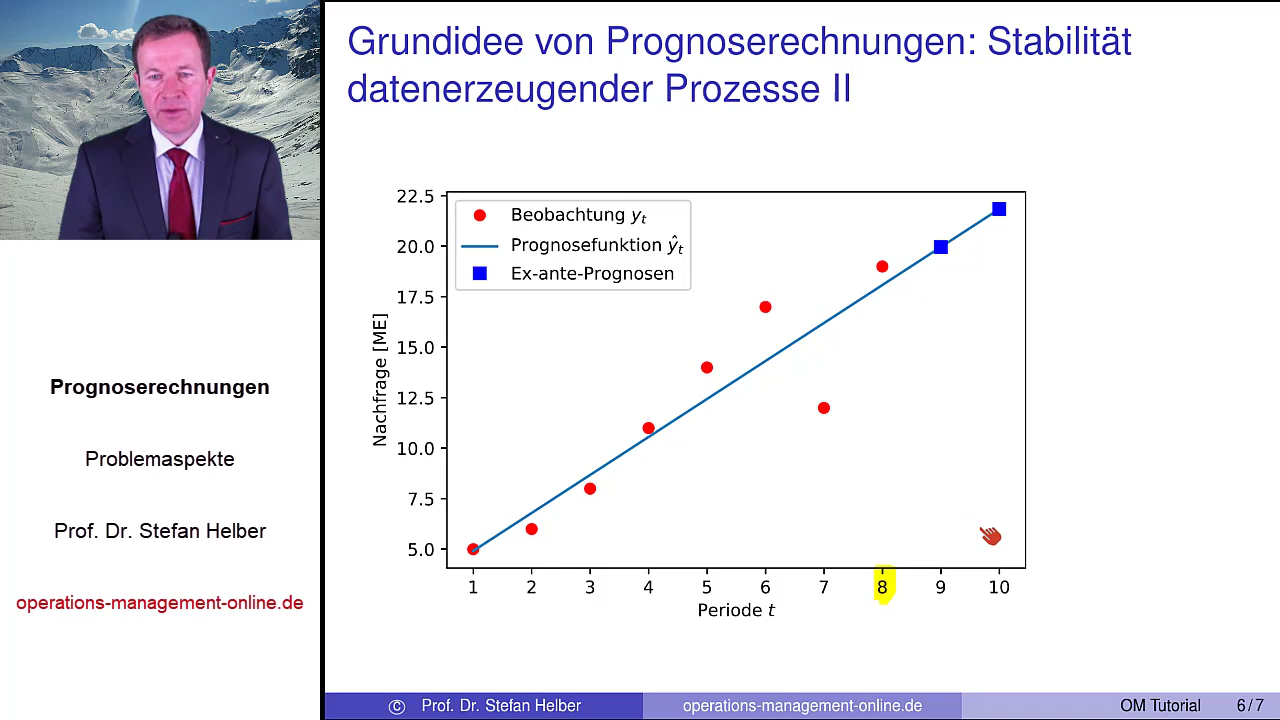 Grundidee von Prognoserechnungen: Stabilität
datenerzeugender Prozesse II
Prognoserechnungen
Problemaspekte
Prof. Dr. Stefan Helber
operations-management-online.de
Beobachtung yt
Prognosefunktion ŷt
Ex-ante-Prognosen
Nachfrage [ME]
22.5
20.0
17.5
15.0
12.5
10.0
7.5
5.0
1 2 3 4 5 6 7 8 9 10
Periode t
© Prof. Dr. Stefan Helber operations-management-online.de OM Tutorial 6/7